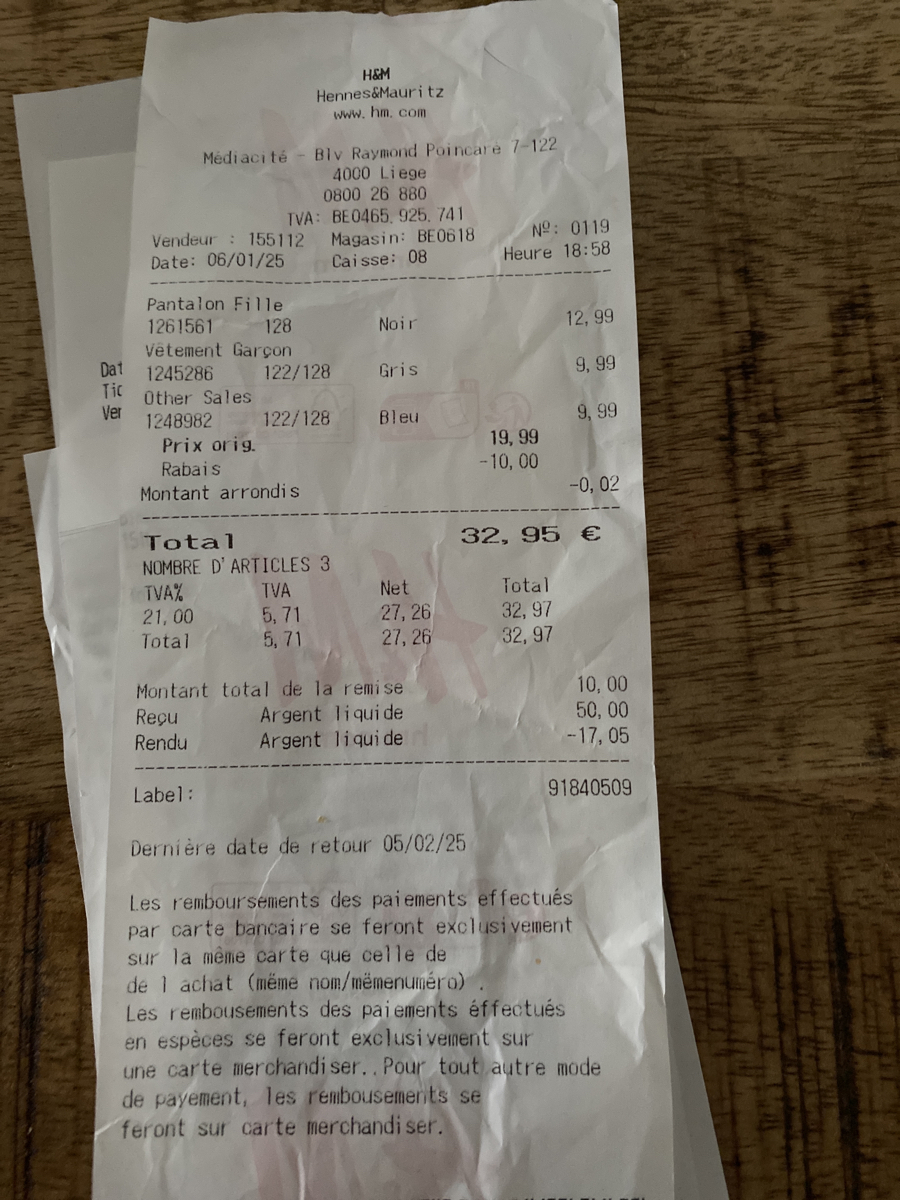 H&M
Hennes&Mauritz
www.hm.com
Médiacité - Blv Raymond Poincaré 7-122
4000 Liege
0800 26 880
TVA: BE0465.925.741
Vendeur : 155112 Magasin: BE0618 Nº: 0119
Date: 06/01/25 Caisse: 08 Heure 18:58
Pantalon Fille
1261561 128 Noir 12,99
Vêtement Garçon
1245286 122/128 Gris 9,99
Other Sales
1248982 122/128 Bleu 9,99
Prix orig. 19,99
Rabais -10,00
Montant arrondis -0,02
Total 32,95 €
NOMBRE D'ARTICLES 3
TVA% TVA Net Total
21,00 5,71 27,26 32,97
Total 5,71 27,26 32,97
Montant total de la remise 10,00
Reçu Argent liquide 50,00
Rendu Argent liquide -17,05
Label: 91840509
Dernière date de retour 05/02/25
Les remboursements des paiements effectués
par carte bancaire se feront exclusivement
sur la même carte que celle de
de l achat (même nom/mêmenuméro) .
Les rembousements des paiements éffectués
en espèces se feront exclusivement sur
une carte merchandiser..Pour tout autre mode
de payement, les rembousements se
feront sur carte merchandiser.
Dat
Tic
Ver